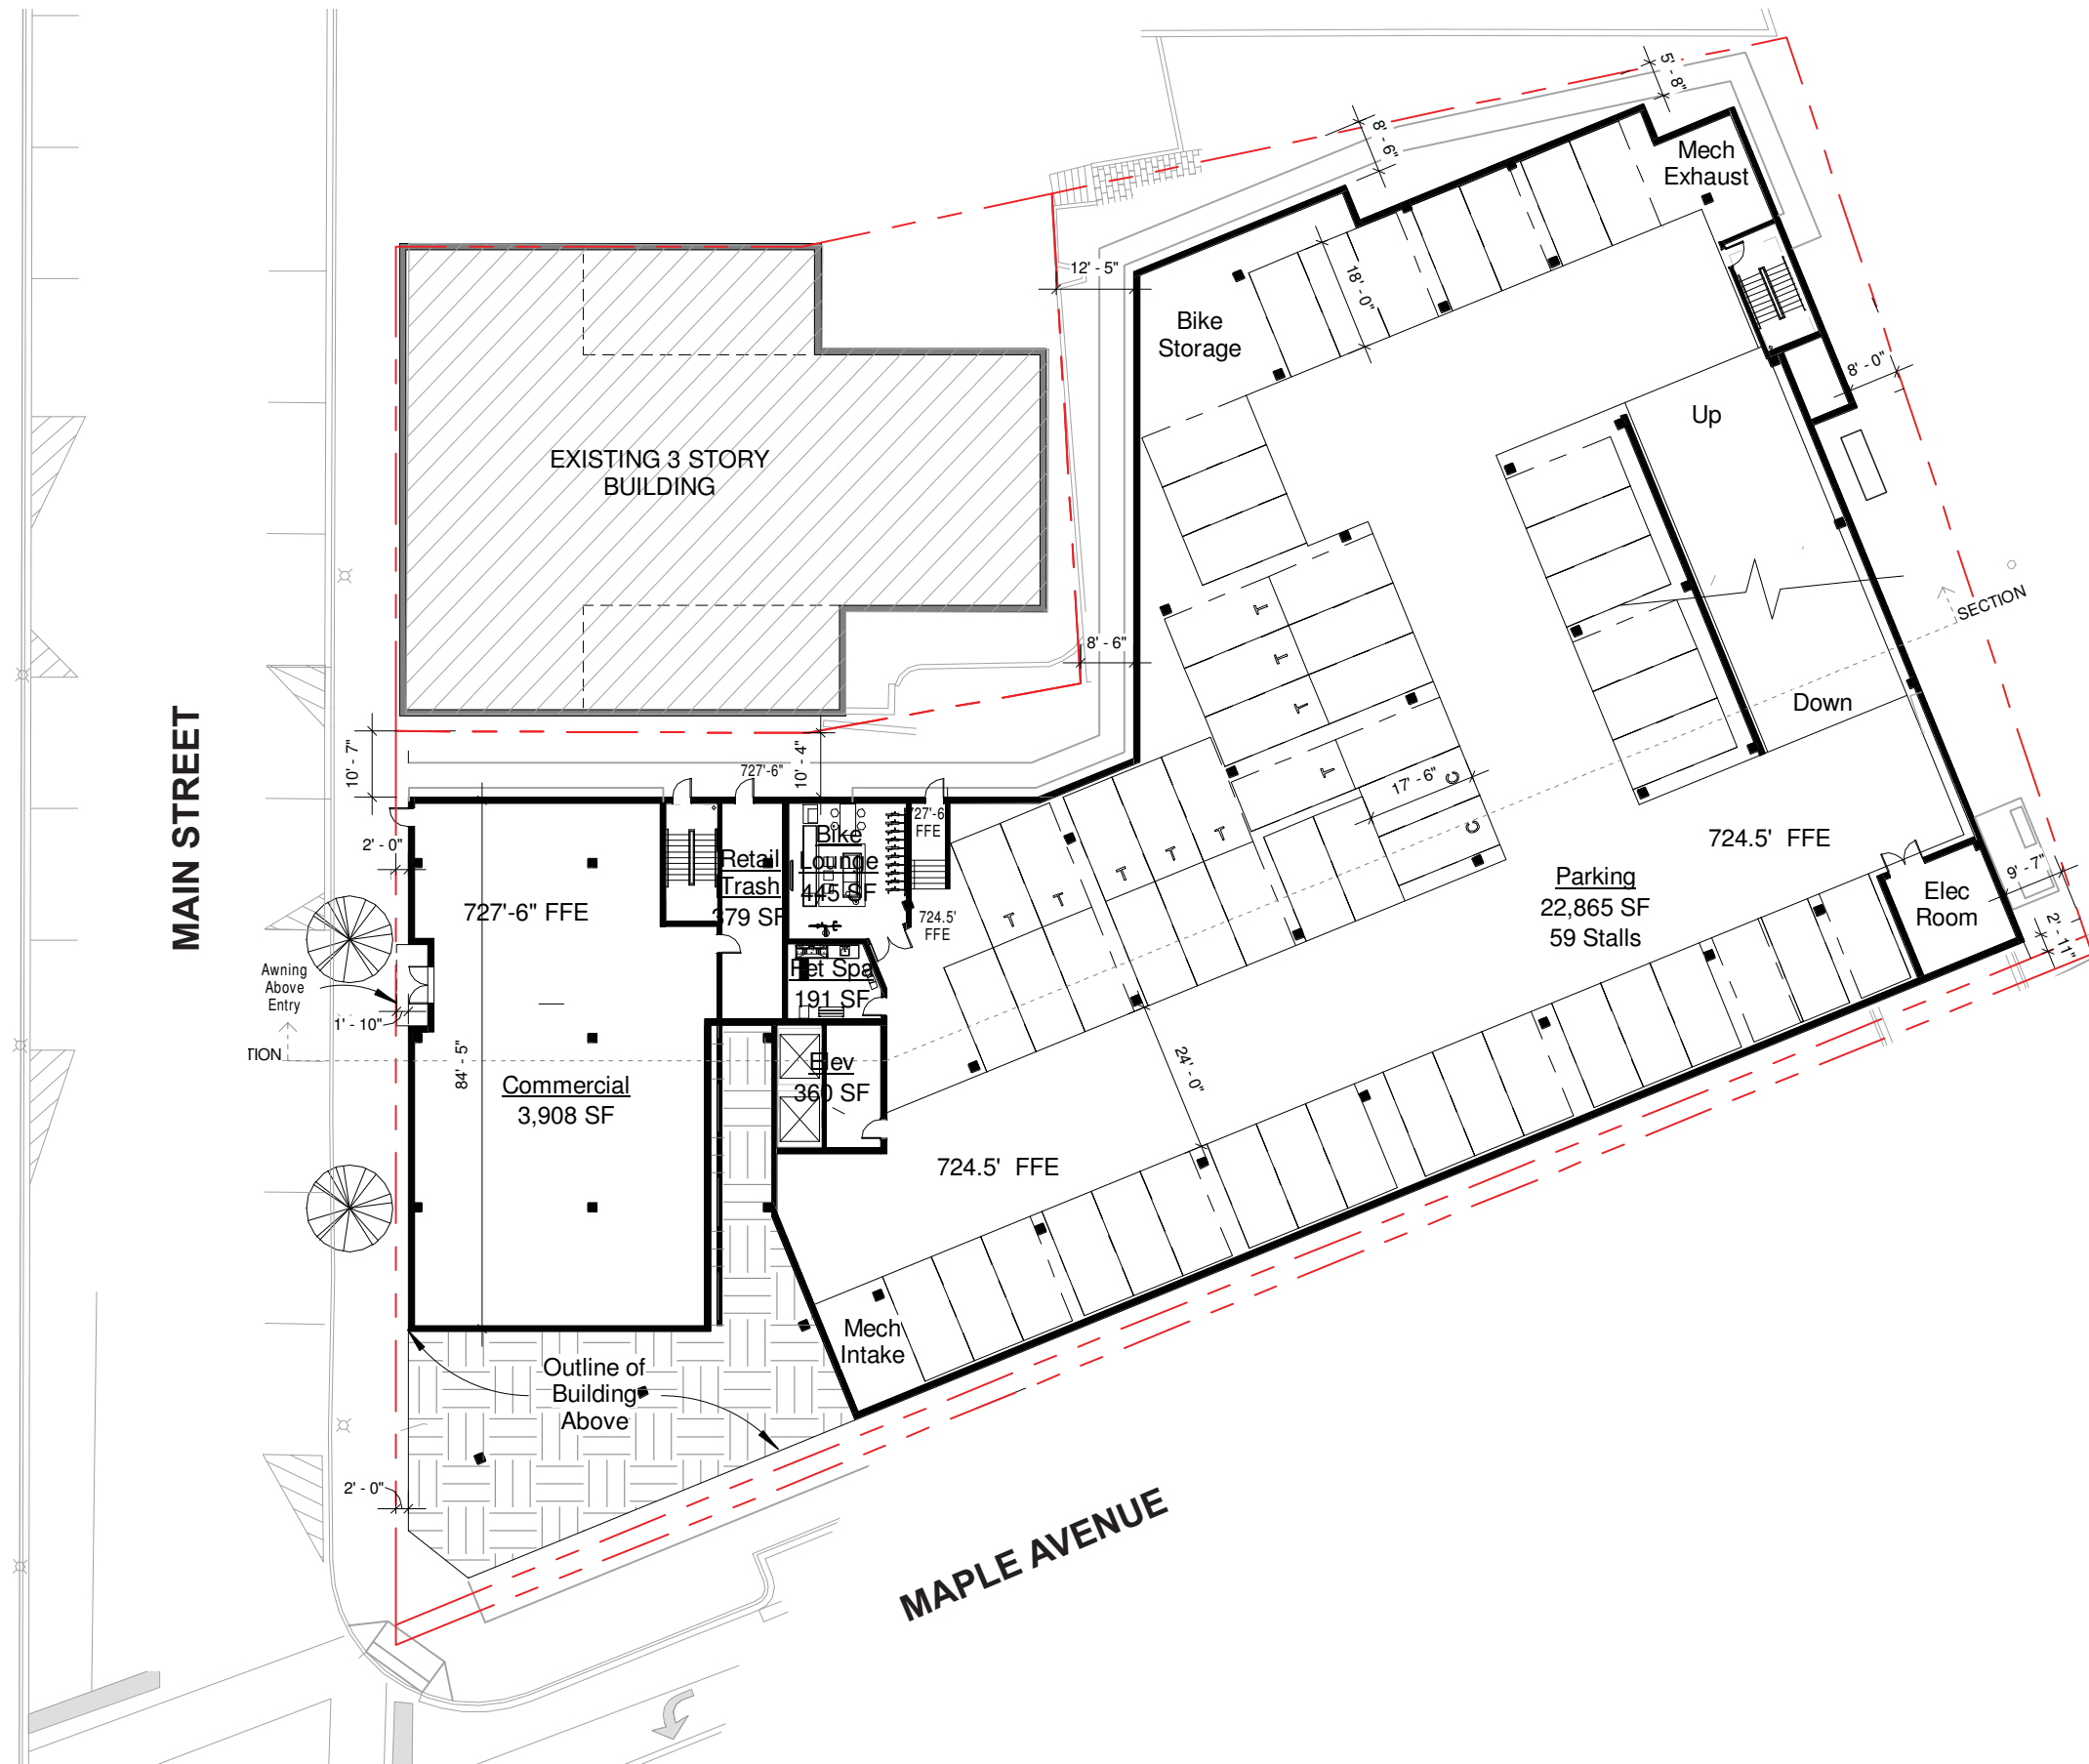 5' - 8"
8' - 6"
Mech
Exhaust
12' - 5"
18' - 0"
Bike
Storage
8' - 0"
Up
EXISTING 3 STORY
BUILDING
SECTION
T
T
T
8' - 6"
Down
MAIN STREET
10' - 7"
727'-6"
10' - 4"
T
17' - 6"
C
C
2' - 0"
727'-6" FFE
Retail
Trash
379 SF
Bike
Lounge
445 SF
27'-6
FFE
724.5'
FFE
T
T
T
T
T
724.5' FFE
Parking
22,865 SF
59 Stalls
Elec
Room
9' - 7"
2' - 11"
Awning
Above
Entry
1' - 10"
TION
Pet Spa
191 SF
84' - 5"
Commercial
3,908 SF
Elev
360 SF
24' - 0"
724.5' FFE
Mech
Intake
Outline of
Building
Above
2' - 0"
MAPLE AVENUE